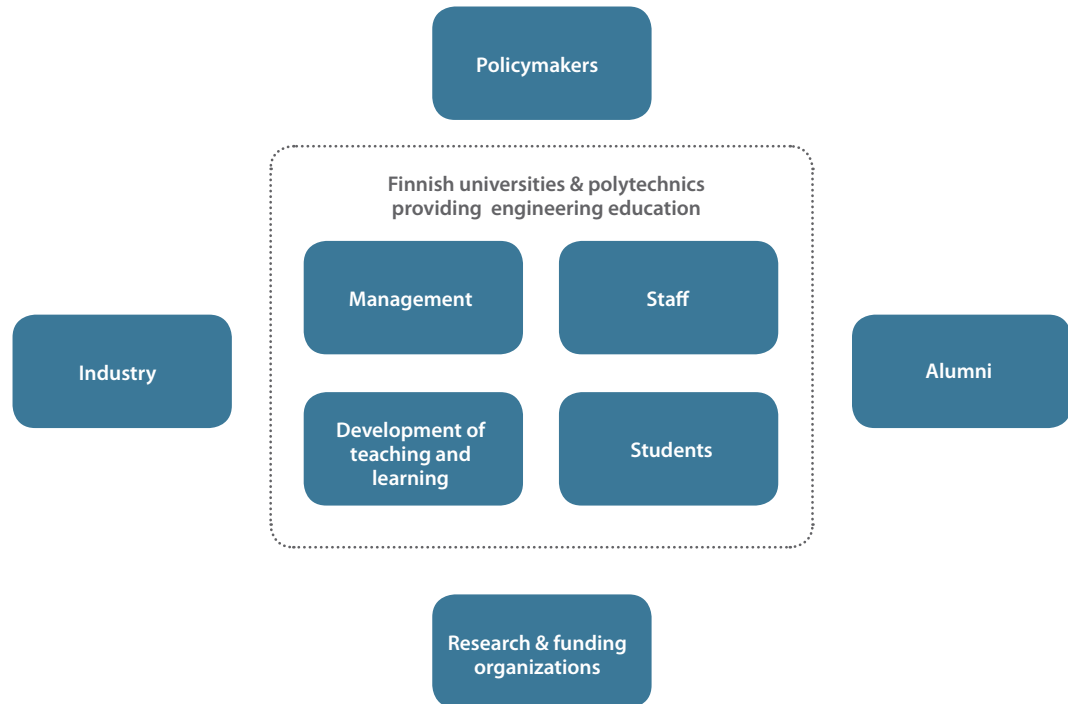 Policymakers
Finnish universities & polytechnics
providing engineering education
Management
Staff
Industry
Alumni
Development of
teaching and
learning
Students
Research & funding
organizations